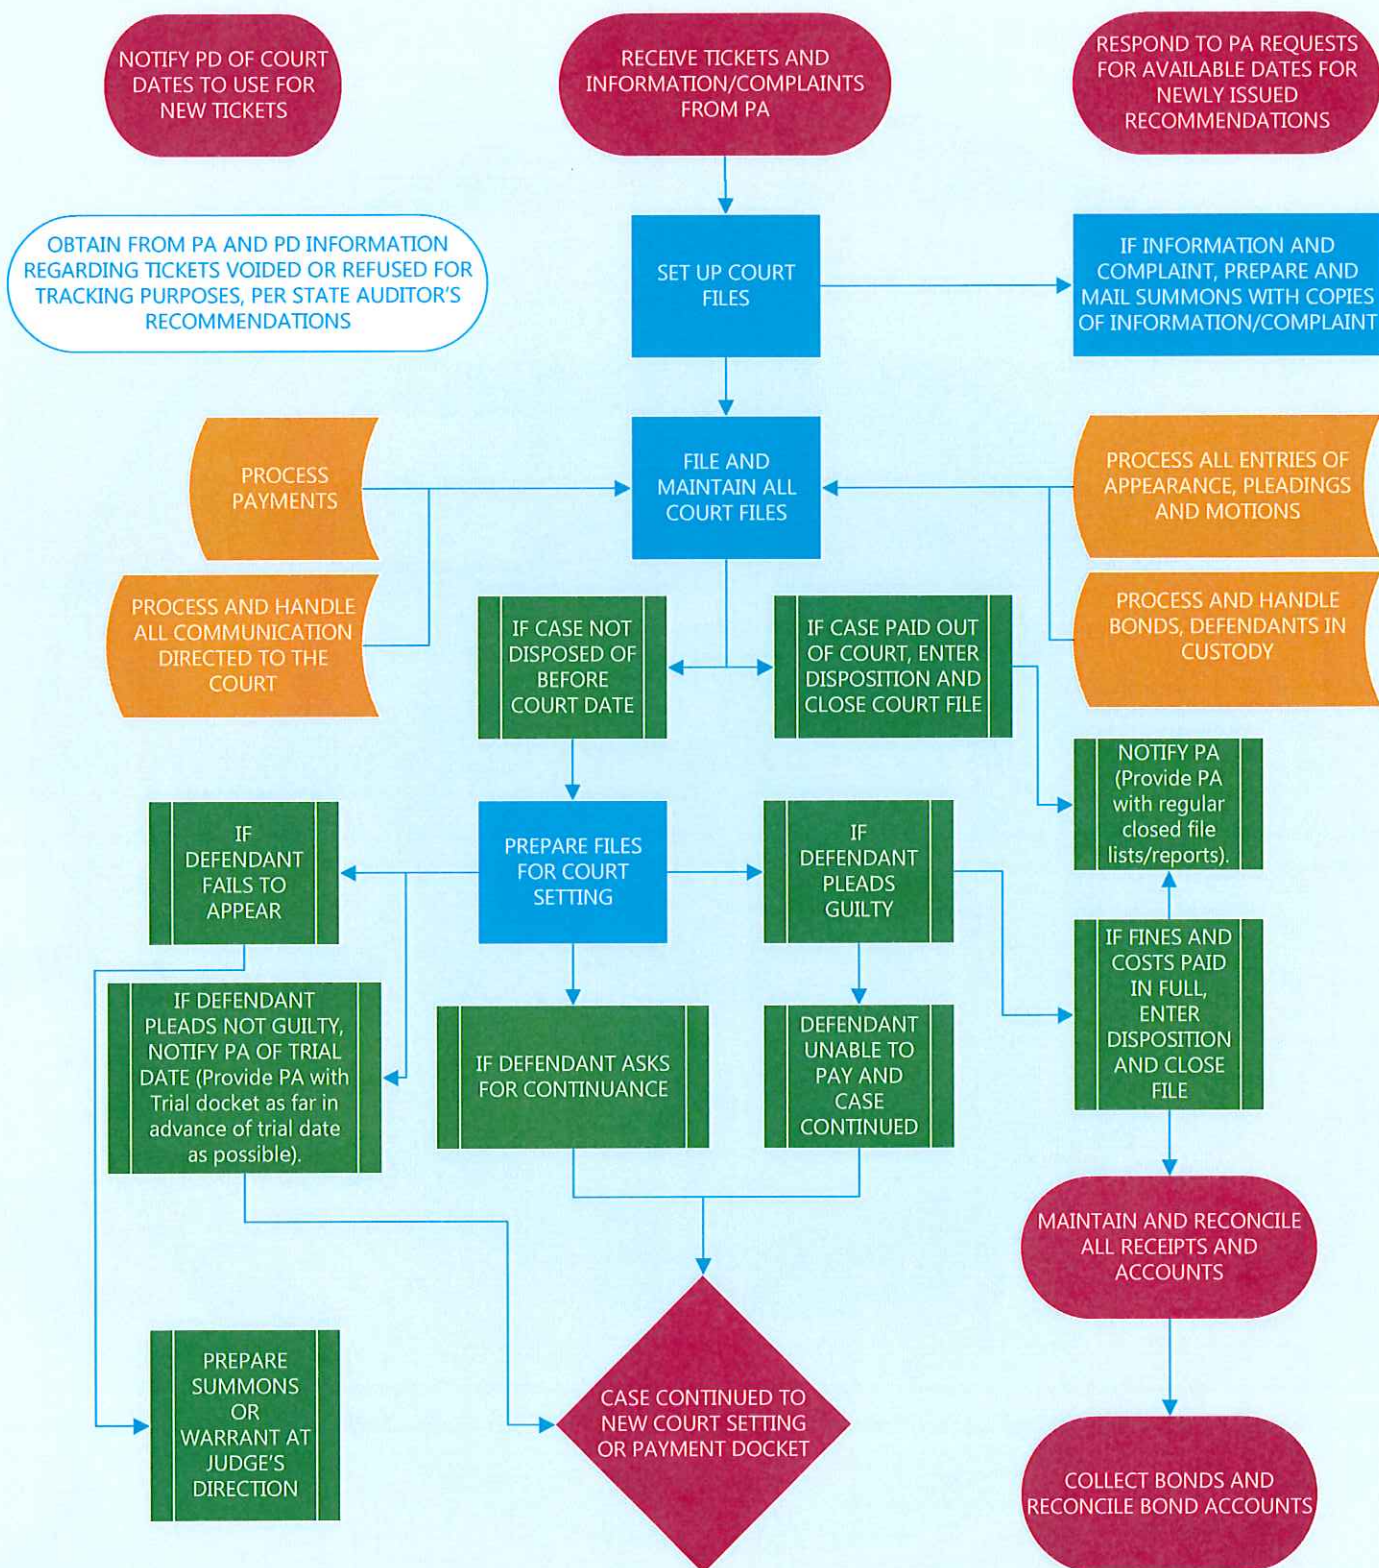 NOTIFY PD OF COURT
DATES TO USE FOR
NEW TICKETS
RECEIVE TICKETS AND
INFORMATION/COMPLAINTS
FROM PA
RESPOND TO PA REQUESTS
FOR AVAILABLE DATES FOR
NEWLY ISSUED
RECOMMENDATIONS
OBTAIN FROM PA AND PD INFORMATION
REGARDING TICKETS VOIDED OR REFUSED FOR
TRACKING PURPOSES, PER STATE AUDITOR'S
RECOMMENDATIONS
SET UP COURT
FILES
IF INFORMATION AND
COMPLAINT, PREPARE AND
MAIL SUMMONS WITH COPIES
OF INFORMATION/COMPLAINT
PROCESS
PAYMENTS
FILE AND
MAINTAIN ALL
COURT FILES
PROCESS ALL ENTRIES OF
APPEARANCE, PLEADINGS
AND MOTIONS
PROCESS AND HANDLE
ALL COMMUNICATION
DIRECTED TO THE
COURT
IF CASE NOT
DISPOSED OF
BEFORE
COURT DATE
IF CASE PAID OUT
OF COURT, ENTER
DISPOSITION AND
CLOSE COURT FILE
PROCESS AND HANDLE
BONDS, DEFENDANTS IN
CUSTODY
NOTIFY PA
(Provide PA
with regular
closed file
lists/reports).
IF
DEFENDANT
FAILS TO
APPEAR
PREPARE FILES
FOR COURT
SETTING
IF
DEFENDANT
PLEADS
GUILTY
IF FINES AND
COSTS PAID
IN FULL,
ENTER
DISPOSITION
AND CLOSE
FILE
IF DEFENDANT
PLEADS NOT GUILTY,
NOTIFY PA OF TRIAL
DATE (Provide PA with
Trial docket as far in
advance of trial date
as possible).
IF DEFENDANT ASKS
FOR CONTINUANCE
DEFENDANT
UNABLE TO
PAY AND
CASE
CONTINUED
MAINTAIN AND RECONCILE
ALL RECEIPTS AND
ACCOUNTS
PREPARE
SUMMONS
OR
WARRANT AT
JUDGE'S
DIRECTION
CASE CONTINUED TO
NEW COURT SETTING
OR PAYMENT DOCKET
COLLECT BONDS AND
RECONCILE BOND ACCOUNTS